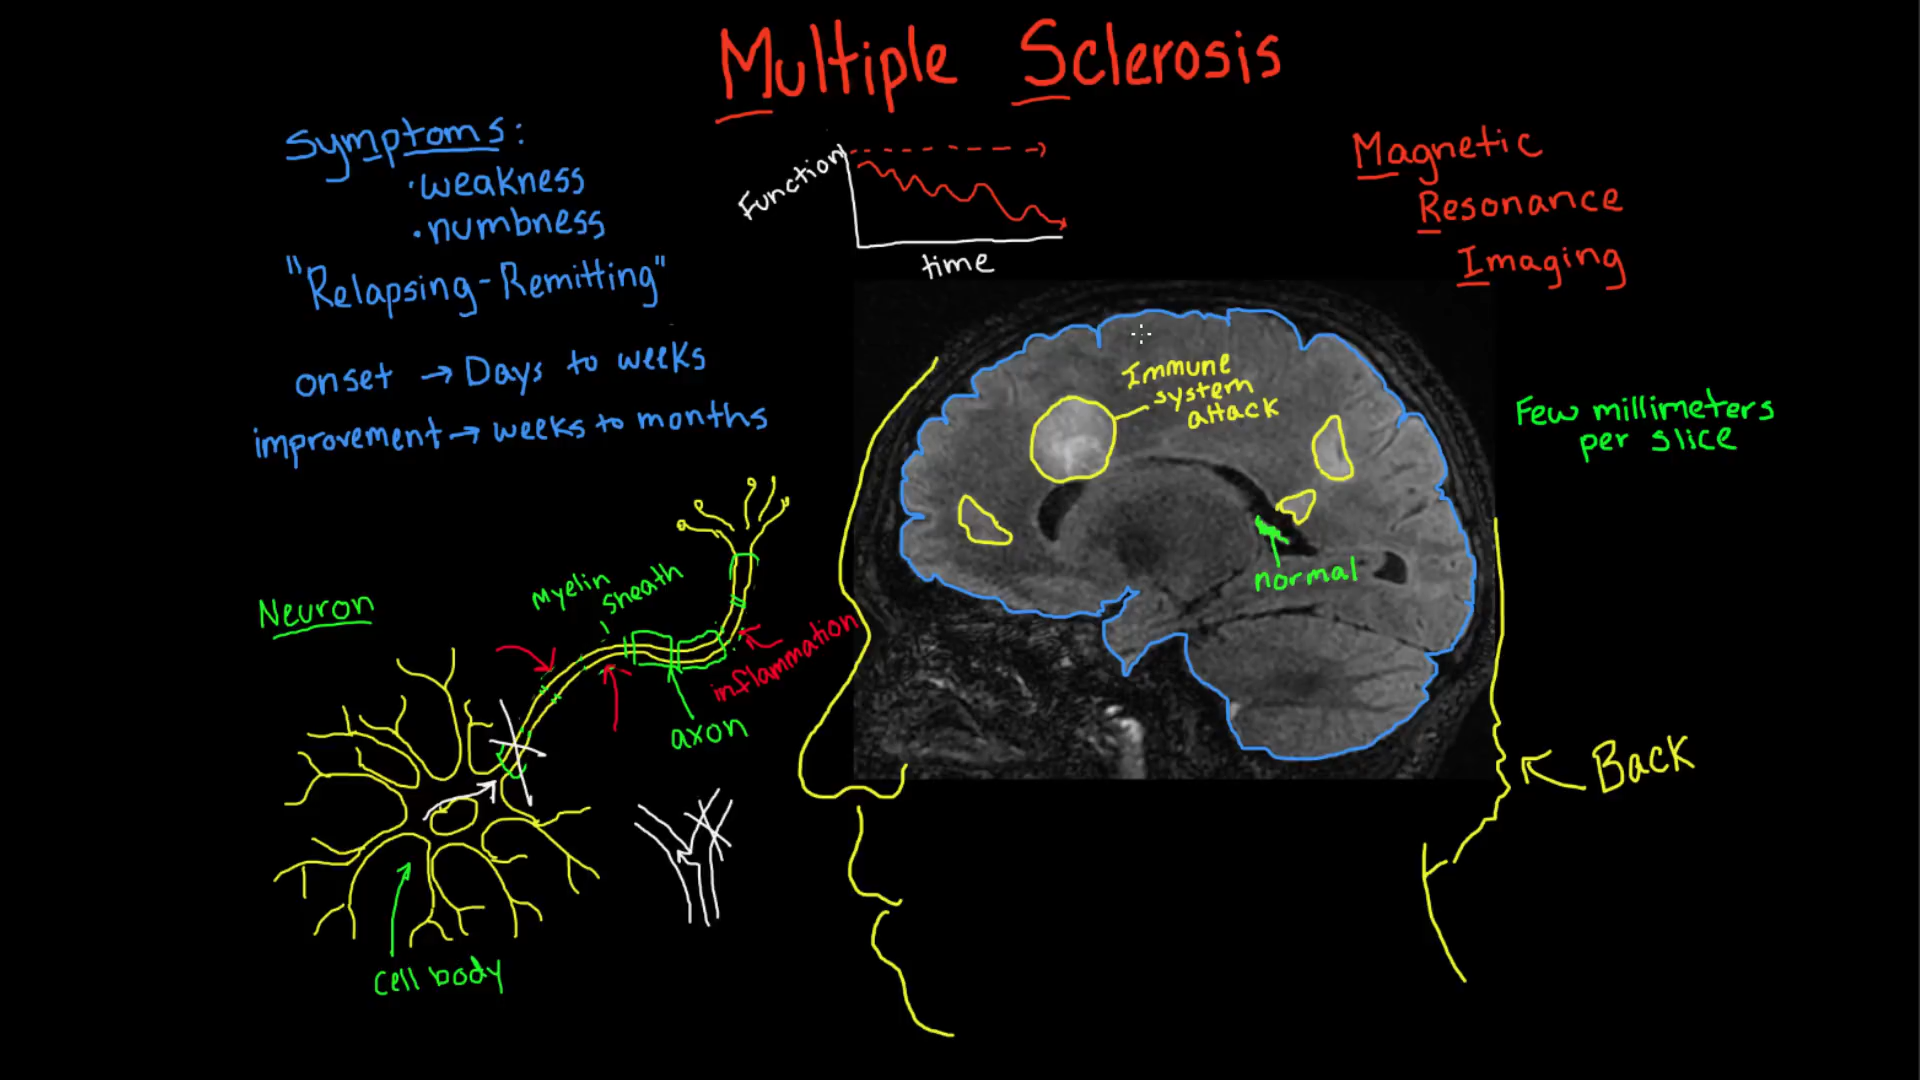 Multiple Sclerosis
Symptoms:
·weakness
·numbness
"Relapsing-Remitting"
onset → Days to weeks
improvement → weeks to months
Function
time
Magnetic
Resonance
Imaging
Immune
system
attack
Few millimeters
per slice
normal
Neuron
Myelin
sheath
inflammation
axon
Back
cell body